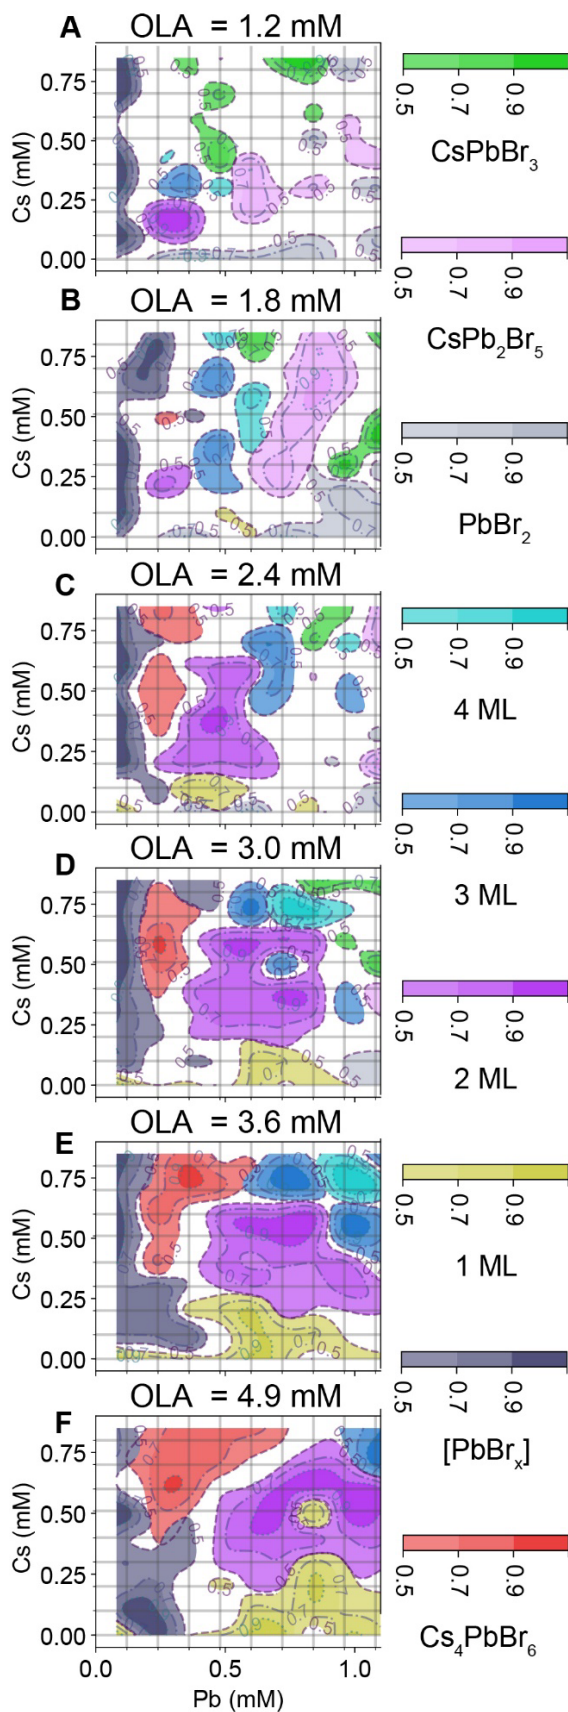 A OLA = 1.2 mM
0.75
0.50
0.25
0.00
Cs (mM)
0.5 0.7 0.9
CsPbBr₃
0.5 0.7 0.9
CsPb₂Br₅
B OLA = 1.8 mM
0.75
0.50
0.25
0.00
Cs (mM)
0.5 0.7 0.9
PbBr₂
C OLA = 2.4 mM
0.75
0.50
0.25
0.00
Cs (mM)
0.5 0.7 0.9
4 ML
0.5 0.7 0.9
3 ML
D OLA = 3.0 mM
0.75
0.50
0.25
0.00
Cs (mM)
0.5 0.7 0.9
2 ML
E OLA = 3.6 mM
0.75
0.50
0.25
0.00
Cs (mM)
0.5 0.7 0.9
1 ML
0.5 0.7 0.9
[PbBrₓ]
F OLA = 4.9 mM
0.75
0.50
0.25
0.00
Cs (mM)
0.0 0.5 1.0
Pb (mM)
0.5 0.7 0.9
Cs₄PbBr₆